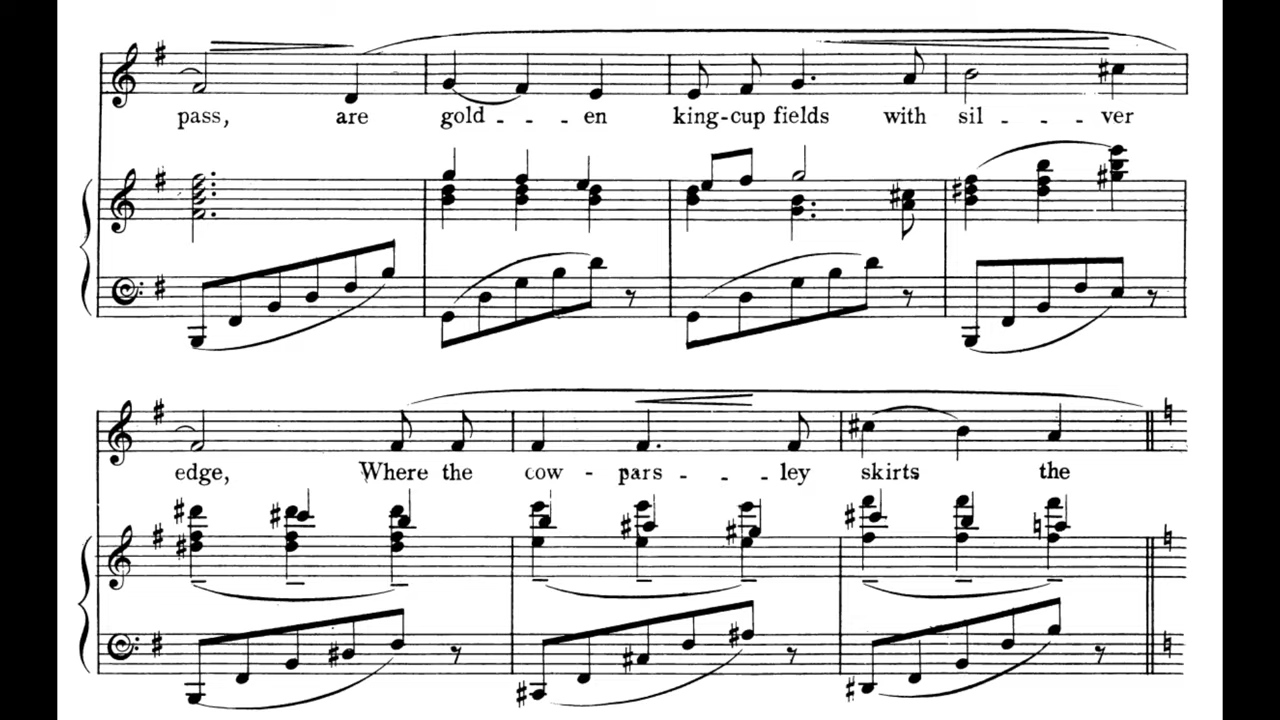 pass, are gold - - - en king-cup fields with sil - - - ver
edge, Where the cow - pars - - - ley skirts the